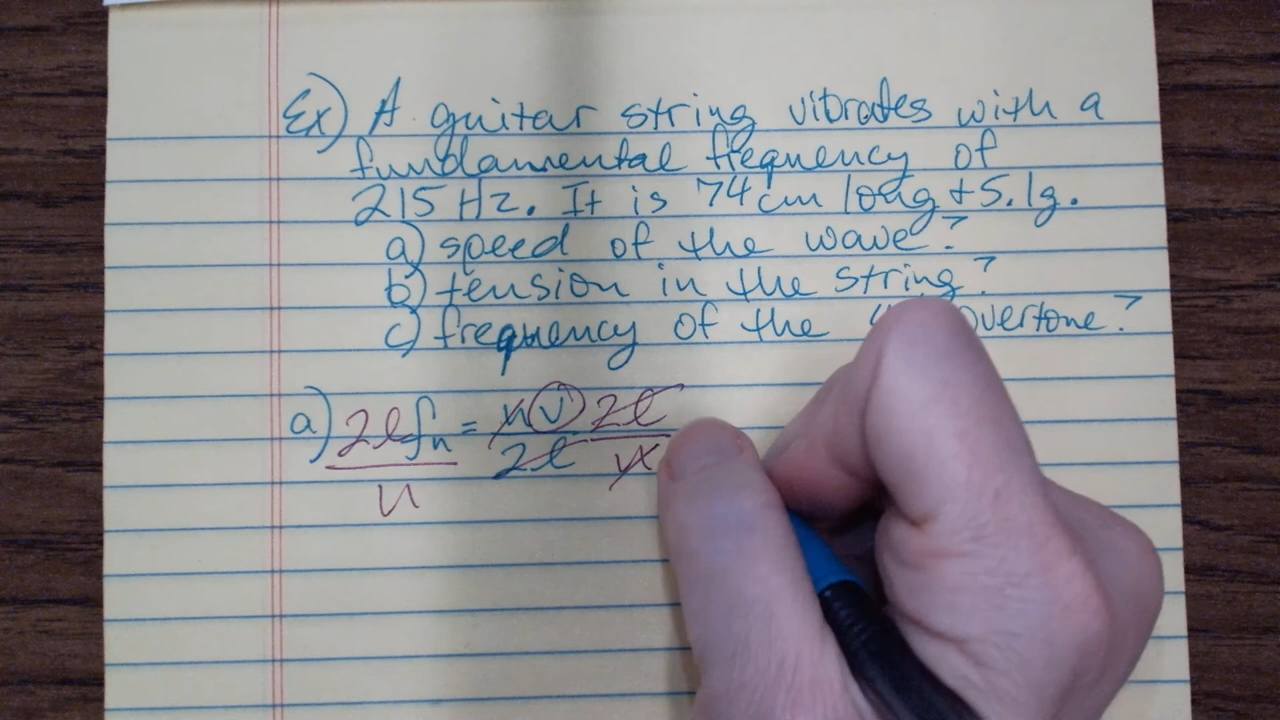 Ex) A guitar string vibrates with a
fundamental frequency of
215 Hz. It is 74 cm long + 5.1g.
a) speed of the wave?
b) tension in the string?
c) frequency of the overtone?
a) 2ℓfₙ/n = nv/2ℓ 2ℓ/n